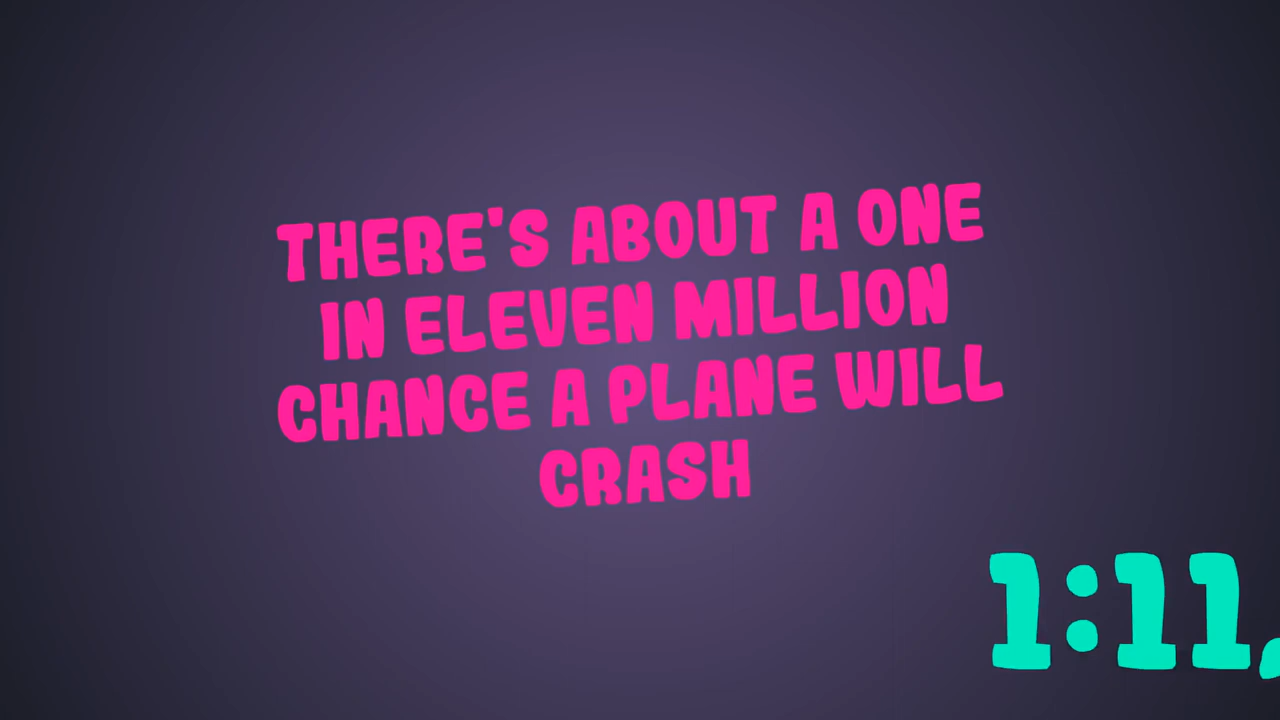 THERE'S ABOUT A ONE
IN ELEVEN MILLION
CHANCE A PLANE WILL
CRASH
1:11,